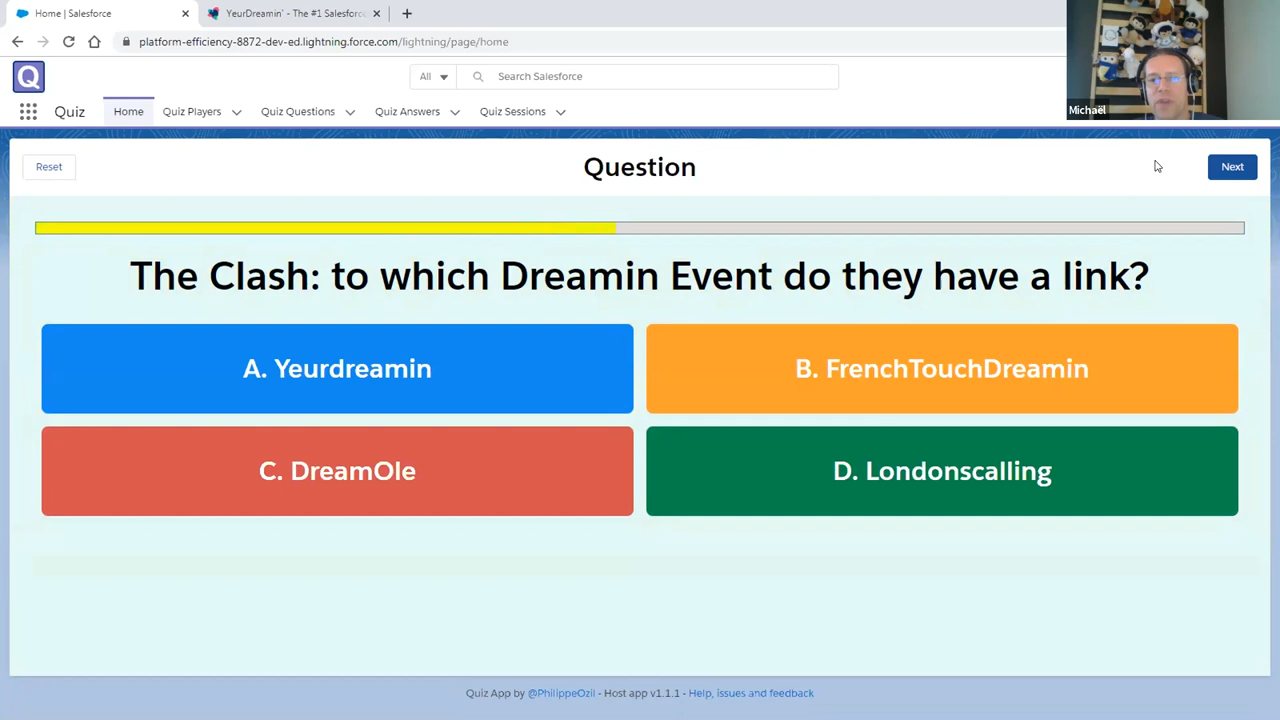 Home | Salesforce
YeurDreamin' - The #1 Salesforc
platform-efficiency-8872-dev-ed.lightning.force.com/lightning/page/home
Q
All
Search Salesforce
Michaël
Quiz
Home
Quiz Players
Quiz Questions
Quiz Answers
Quiz Sessions
Reset
Question
Next
The Clash: to which Dreamin Event do they have a link?
A. Yeurdreamin
B. FrenchTouchDreamin
C. DreamOle
D. Londonscalling
Quiz App by @PhilippeOzil - Host app v1.1.1 - Help, issues and feedback